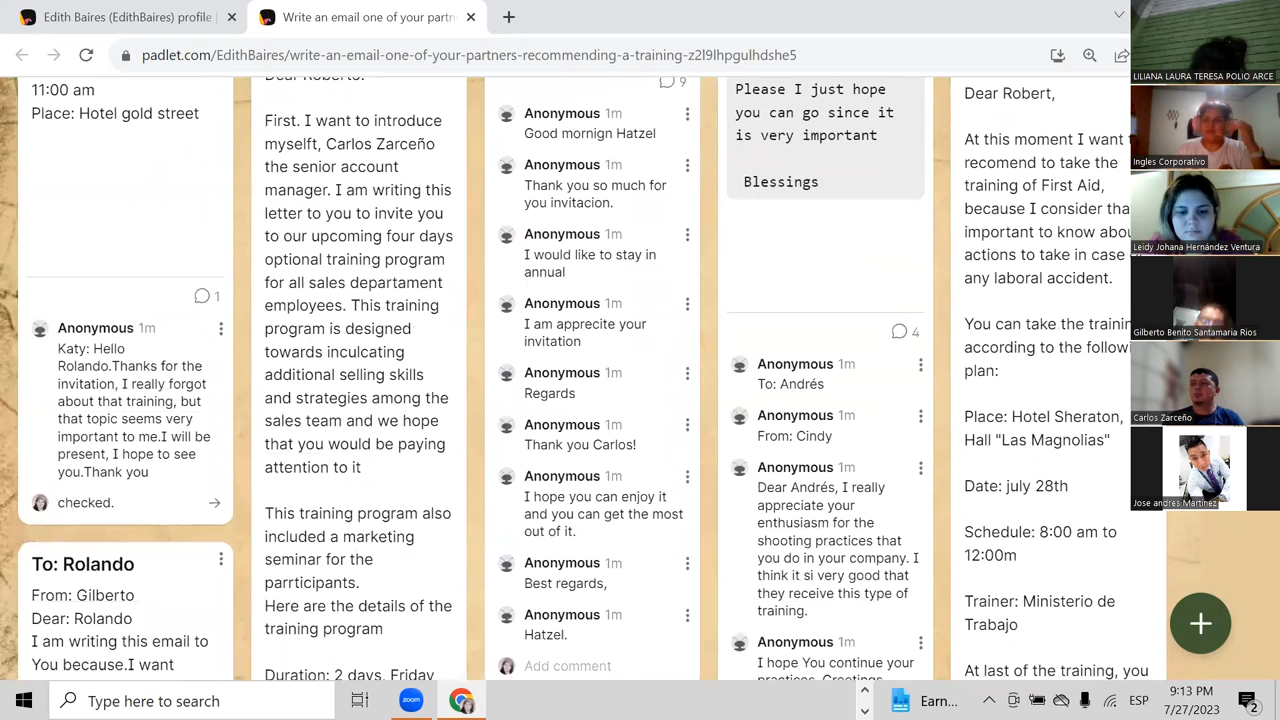 Edith Baires (EdithBaires) profile |
Write an email one of your partn
padlet.com/EdithBaires/write-an-email-one-of-your-partners-recommending-a-training-z2l9lhpgulhdshe5
11:00 am
Place: Hotel gold street
1
Anonymous 1m
Katy: Hello
Rolando.Thanks for the
invitation, I really forgot
about that training, but
that topic seems very
important to me.I will be
present, I hope to see
you.Thank you
checked.
To: Rolando
From: Gilberto
Dear: Rolando
I am writing this email to
You because.I want
Dear Roberto:
First. I want to introduce
myselft, Carlos Zarceño
the senior account
manager. I am writing this
letter to you to invite you
to our upcoming four days
optional training program
for all sales departament
employees. This training
program is designed
towards inculcating
additional selling skills
and strategies among the
sales team and we hope
that you would be paying
attention to it
This training program also
included a marketing
seminar for the
parrticipants.
Here are the details of the
training program
Duration: 2 days, Friday
9
Anonymous 1m
Good mornign Hatzel
Anonymous 1m
Thank you so much for
you invitacion.
Anonymous 1m
I would like to stay in
annual
Anonymous 1m
I am apprecite your
invitation
Anonymous 1m
Regards
Anonymous 1m
Thank you Carlos!
Anonymous 1m
I hope you can enjoy it
and you can get the most
out of it.
Anonymous 1m
Best regards,
Anonymous 1m
Hatzel.
Add comment
Please I just hope
you can go since it
is very important
Blessings
4
Anonymous 1m
To: Andrés
Anonymous 1m
From: Cindy
Anonymous 1m
Dear Andrés, I really
appreciate your
enthusiasm for the
shooting practices that
you do in your company. I
think it si very good that
they receive this type of
training.
Anonymous 1m
I hope You continue your
practices. Greetings
Dear Robert,
At this moment I want t
recomend to take the
training of First Aid,
because I consider tha
important to know abou
actions to take in case
any laboral accident.
You can take the trainin
according to the followi
plan:
Place: Hotel Sheraton,
Hall "Las Magnolias"
Date: july 28th
Schedule: 8:00 am to
12:00m
Trainer: Ministerio de
Trabajo
At last of the training, you
LILIANA LAURA TERESA POLIO ARCE
Ingles Corporativo
Leidy Johana Hernández Ventura
Gilberto Benito Santamaria Rios
Carlos Zarceño
Jose andres Martinez
Type here to search
zoom
Earn...
ESP
9:13 PM
7/27/2023
2